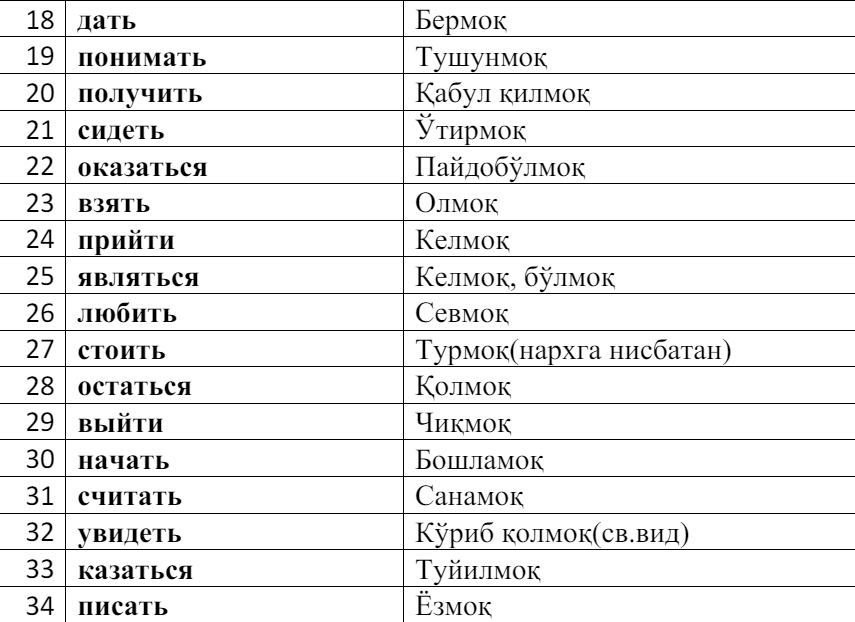 18 дать Бермоқ
19 понимать Тушунмоқ
20 получить Қабул қилмоқ
21 сидеть Ўтирмоқ
22 оказаться Пайдобўлмоқ
23 взять Олмоқ
24 прийти Келмоқ
25 являться Келмоқ, бўлмоқ
26 любить Севмоқ
27 стоить Турмоқ(нархга нисбатан)
28 остаться Қолмоқ
29 выйти Чиқмоқ
30 начать Бошламоқ
31 считать Санамоқ
32 увидеть Кўриб қолмоқ(св.вид)
33 казаться Туйилмоқ
34 писать Ёзмоқ